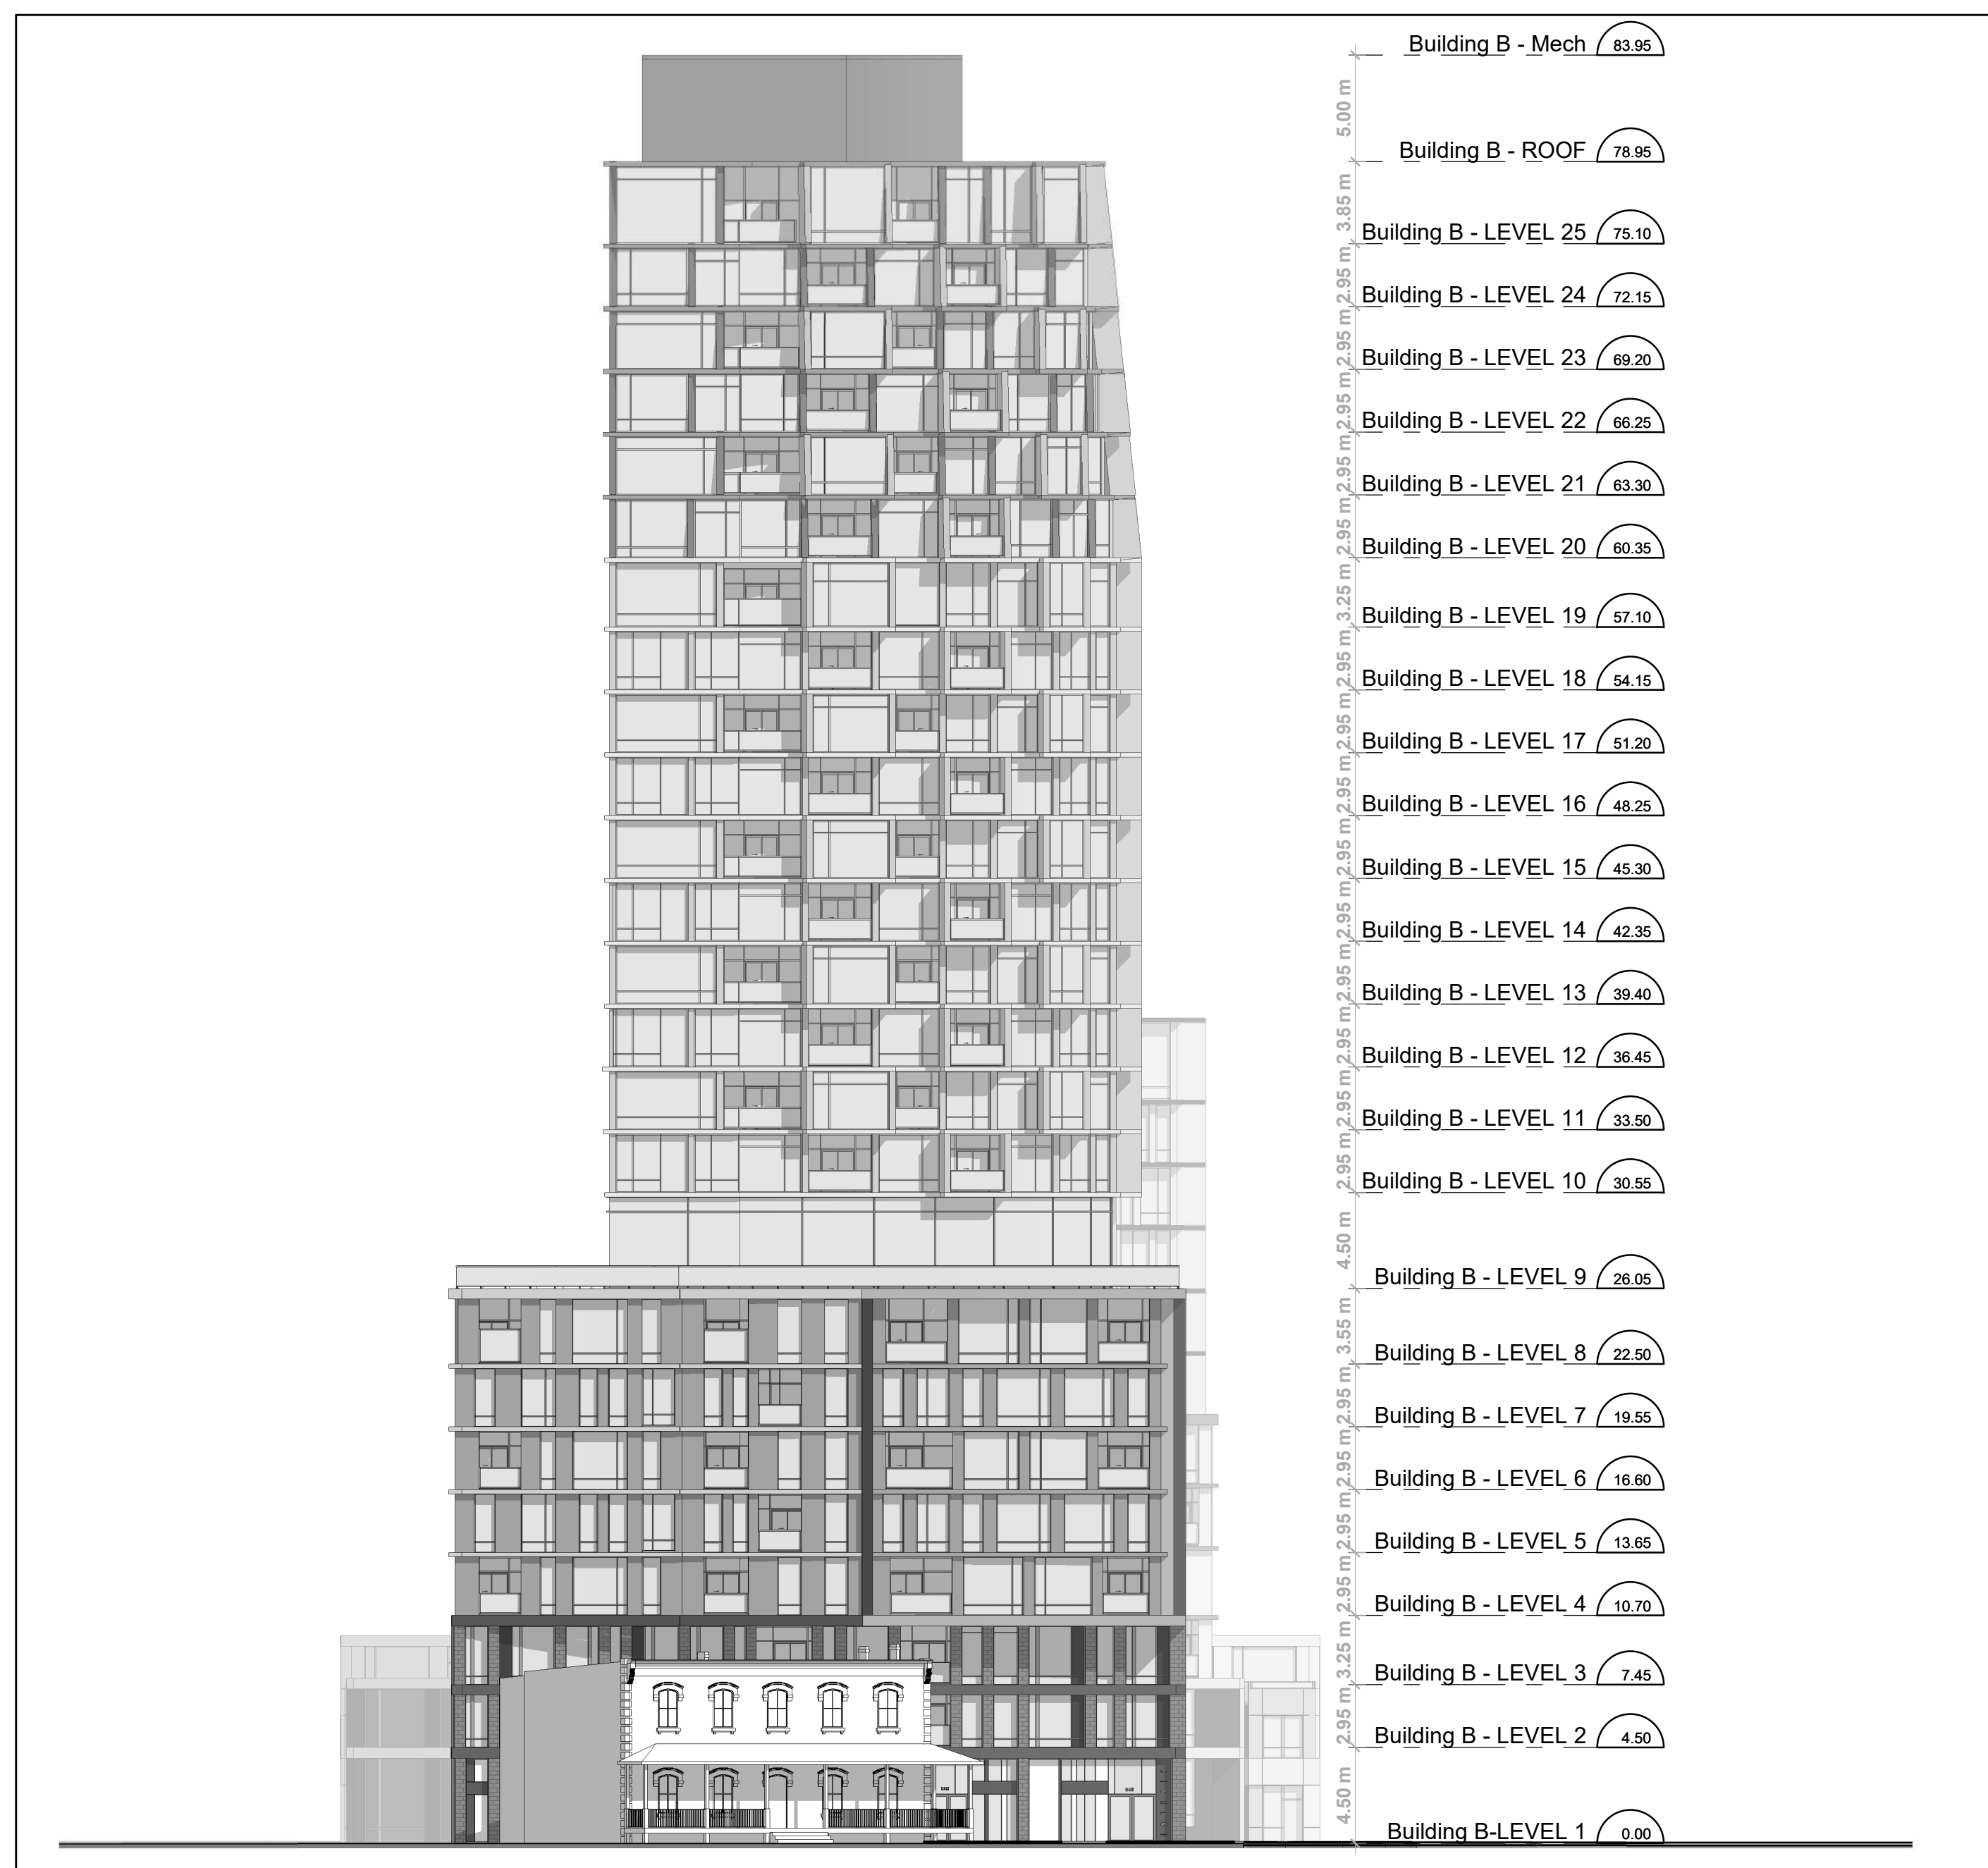 Building B - Mech 83.95
5.00 m
Building B - ROOF 78.95
3.85 m
Building B - LEVEL 25 75.10
2.95 m
Building B - LEVEL 24 72.15
2.95 m
Building B - LEVEL 23 69.20
2.95 m
Building B - LEVEL 22 66.25
2.95 m
Building B - LEVEL 21 63.30
2.95 m
Building B - LEVEL 20 60.35
3.25 m
Building B - LEVEL 19 57.10
2.95 m
Building B - LEVEL 18 54.15
2.95 m
Building B - LEVEL 17 51.20
2.95 m
Building B - LEVEL 16 48.25
2.95 m
Building B - LEVEL 15 45.30
2.95 m
Building B - LEVEL 14 42.35
2.95 m
Building B - LEVEL 13 39.40
2.95 m
Building B - LEVEL 12 36.45
2.95 m
Building B - LEVEL 11 33.50
2.95 m
Building B - LEVEL 10 30.55
4.50 m
Building B - LEVEL 9 26.05
3.55 m
Building B - LEVEL 8 22.50
2.95 m
Building B - LEVEL 7 19.55
2.95 m
Building B - LEVEL 6 16.60
2.95 m
Building B - LEVEL 5 13.65
2.95 m
Building B - LEVEL 4 10.70
3.25 m
Building B - LEVEL 3 7.45
2.95 m
Building B - LEVEL 2 4.50
4.50 m
Building B-LEVEL 1 0.00